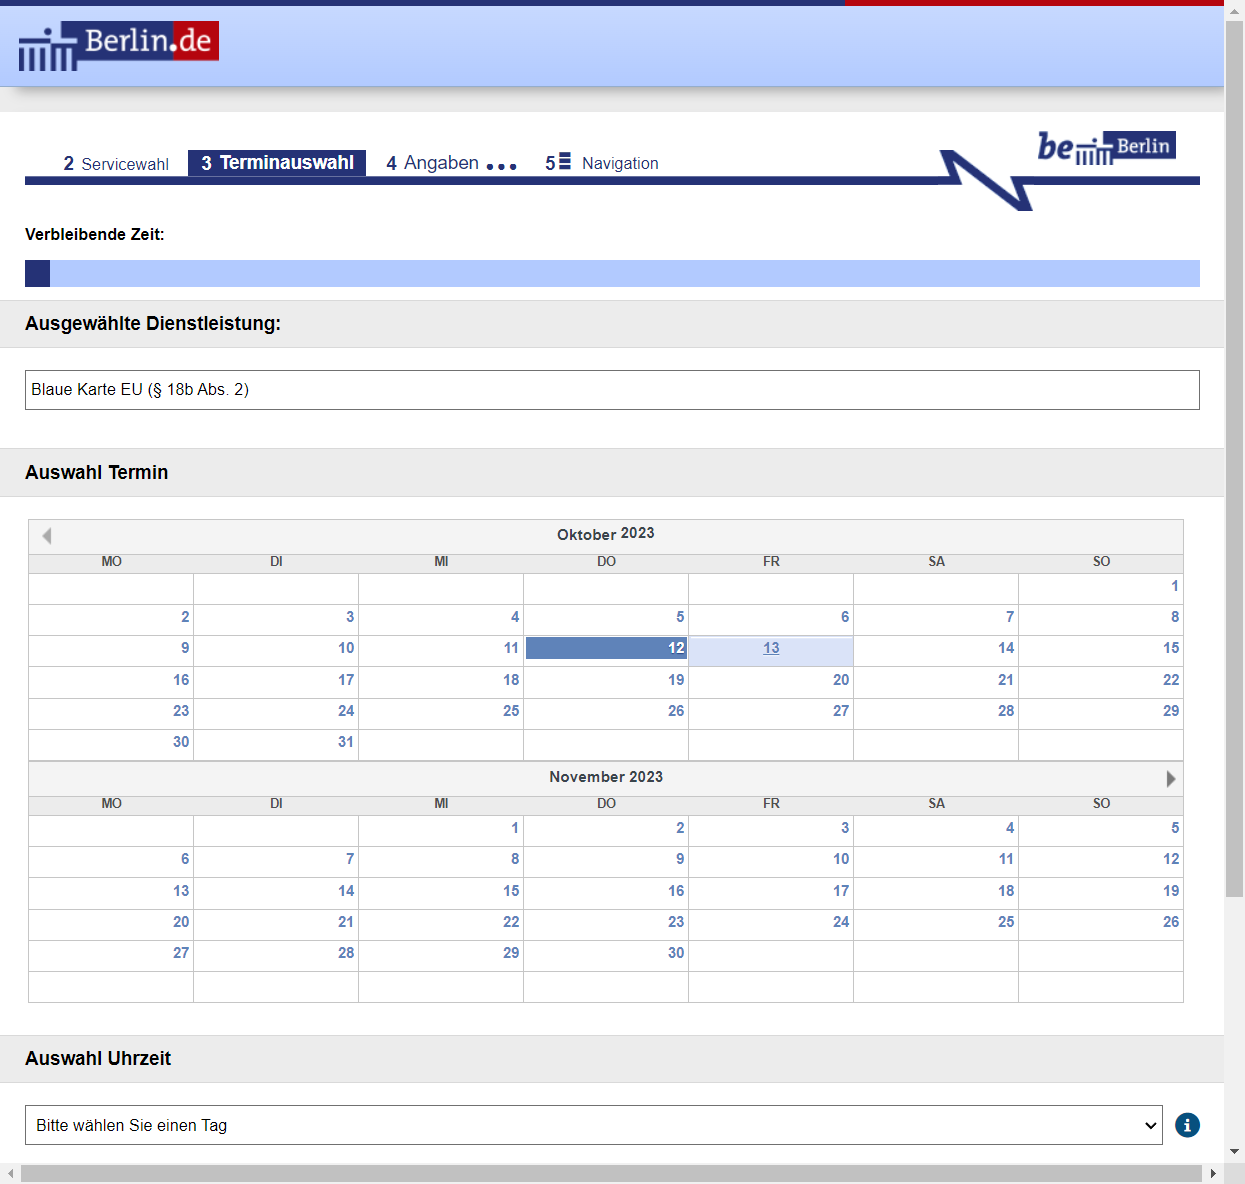 Berlin.de
be Berlin
2 Servicewahl 3 Terminauswahl 4 Angaben ... 5 Navigation
Verbleibende Zeit:
Ausgewählte Dienstleistung:
Blaue Karte EU (§ 18b Abs. 2)
Auswahl Termin
Oktober 2023
MO DI MI DO FR SA SO
1
2 3 4 5 6 7 8
9 10 11 12 13 14 15
16 17 18 19 20 21 22
23 24 25 26 27 28 29
30 31
November 2023
MO DI MI DO FR SA SO
1 2 3 4 5
6 7 8 9 10 11 12
13 14 15 16 17 18 19
20 21 22 23 24 25 26
27 28 29 30
Auswahl Uhrzeit
Bitte wählen Sie einen Tag
i